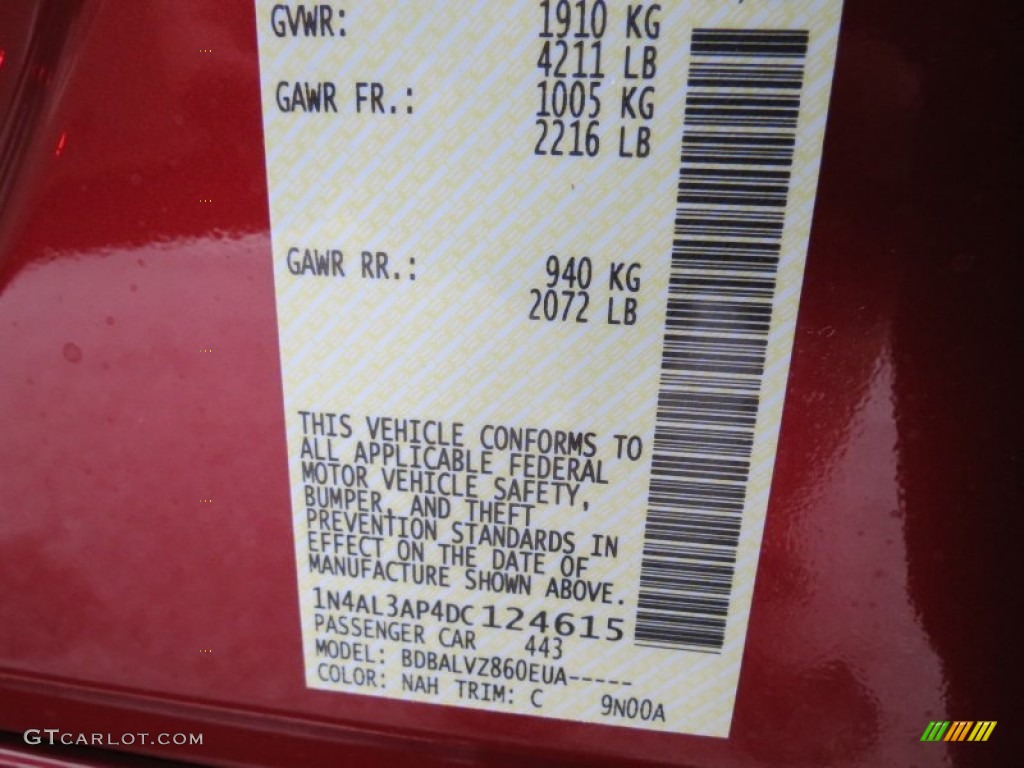 GVWR: 1910 KG
4211 LB
GAWR FR.: 1005 KG
2216 LB
GAWR RR.: 940 KG
2072 LB
THIS VEHICLE CONFORMS TO
ALL APPLICABLE FEDERAL
MOTOR VEHICLE SAFETY,
BUMPER, AND THEFT
PREVENTION STANDARDS IN
EFFECT ON THE DATE OF
MANUFACTURE SHOWN ABOVE.
1N4AL3AP4DC124615
PASSENGER CAR 443
MODEL: BDBALVZ860EUA-----
COLOR: NAH TRIM: C 9N00A
GTCARLOT.COM